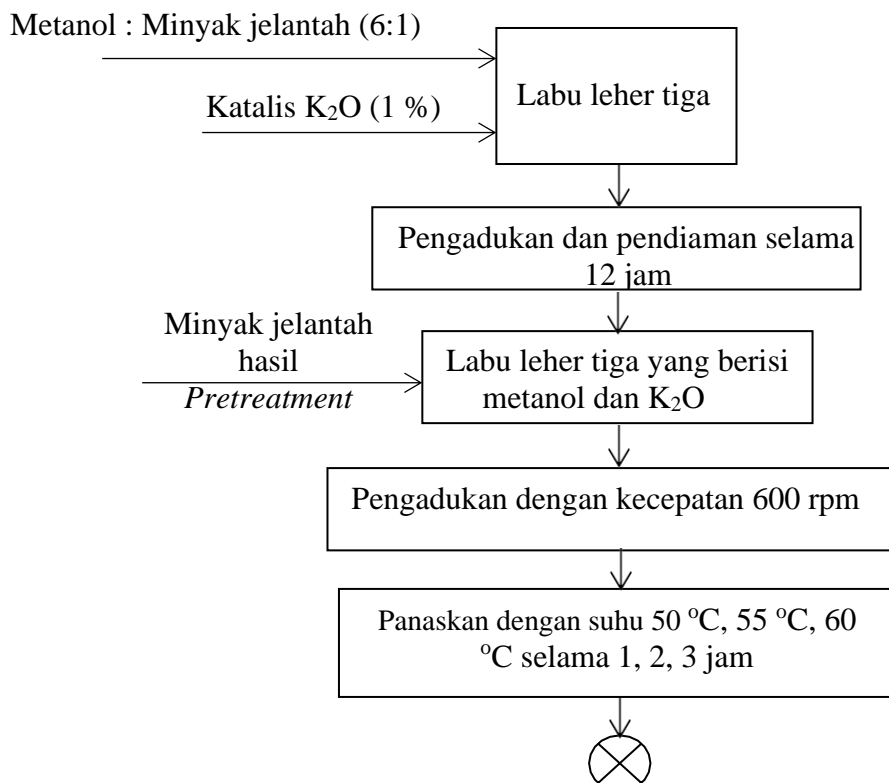 Metanol : Minyak jelantah (6:1)
Katalis K₂O (1 %)
Labu leher tiga
Pengadukan dan pendiaman selama
12 jam
Minyak jelantah
hasil
Pretreatment
Labu leher tiga yang berisi
metanol dan K₂O
Pengadukan dengan kecepatan 600 rpm
Panaskan dengan suhu 50 °C, 55 °C, 60
°C selama 1, 2, 3 jam